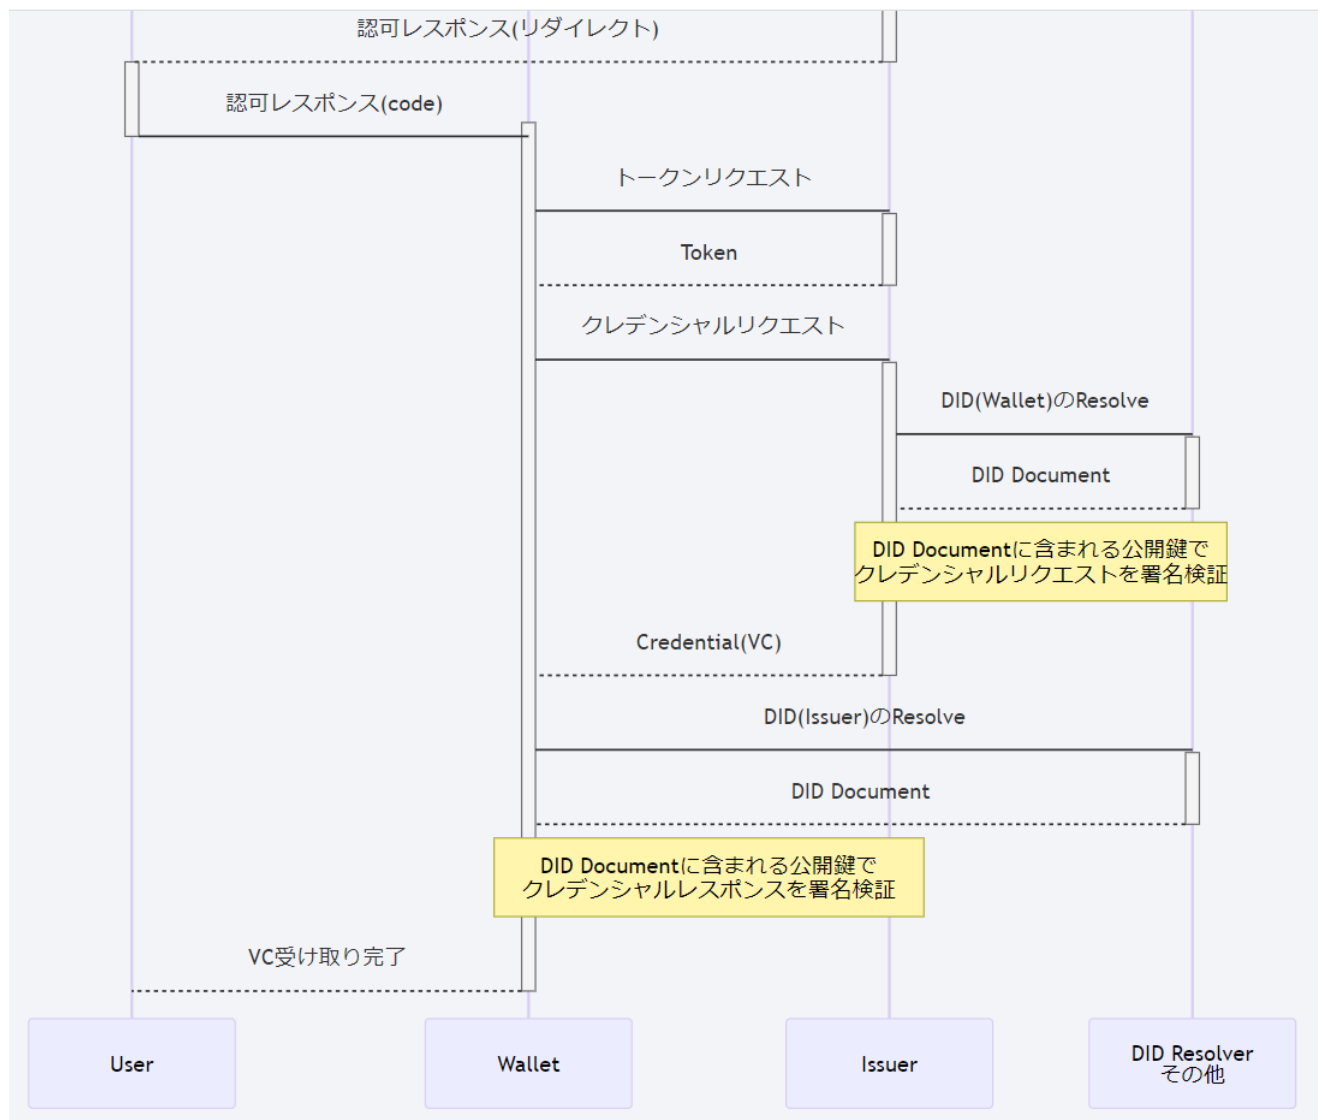 認可レスポンス(リダイレクト)
認可レスポンス(code)
トークンリクエスト
Token
クレデンシャルリクエスト
DID(Wallet)のResolve
DID Document
DID Documentに含まれる公開鍵で
クレデンシャルリクエストを署名検証
Credential(VC)
DID(Issuer)のResolve
DID Document
DID Documentに含まれる公開鍵で
クレデンシャルレスポンスを署名検証
VC受け取り完了
User
Wallet
Issuer
DID Resolver
その他